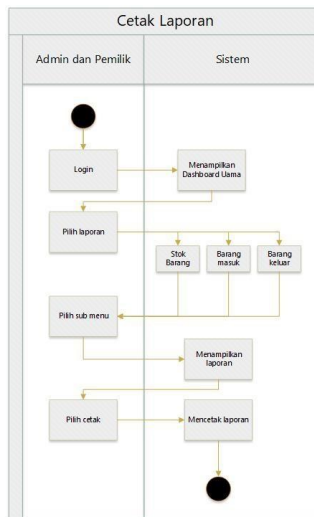 Cetak Laporan
Admin dan Pemilik
Sistem
Login
Menampilkan
Dashboard Uama
Pilih laporan
Stok
Barang
Barang
masuk
Barang
keluar
Pilih sub menu
Menampilkan
laporan
Pilih cetak
Mencetak laporan